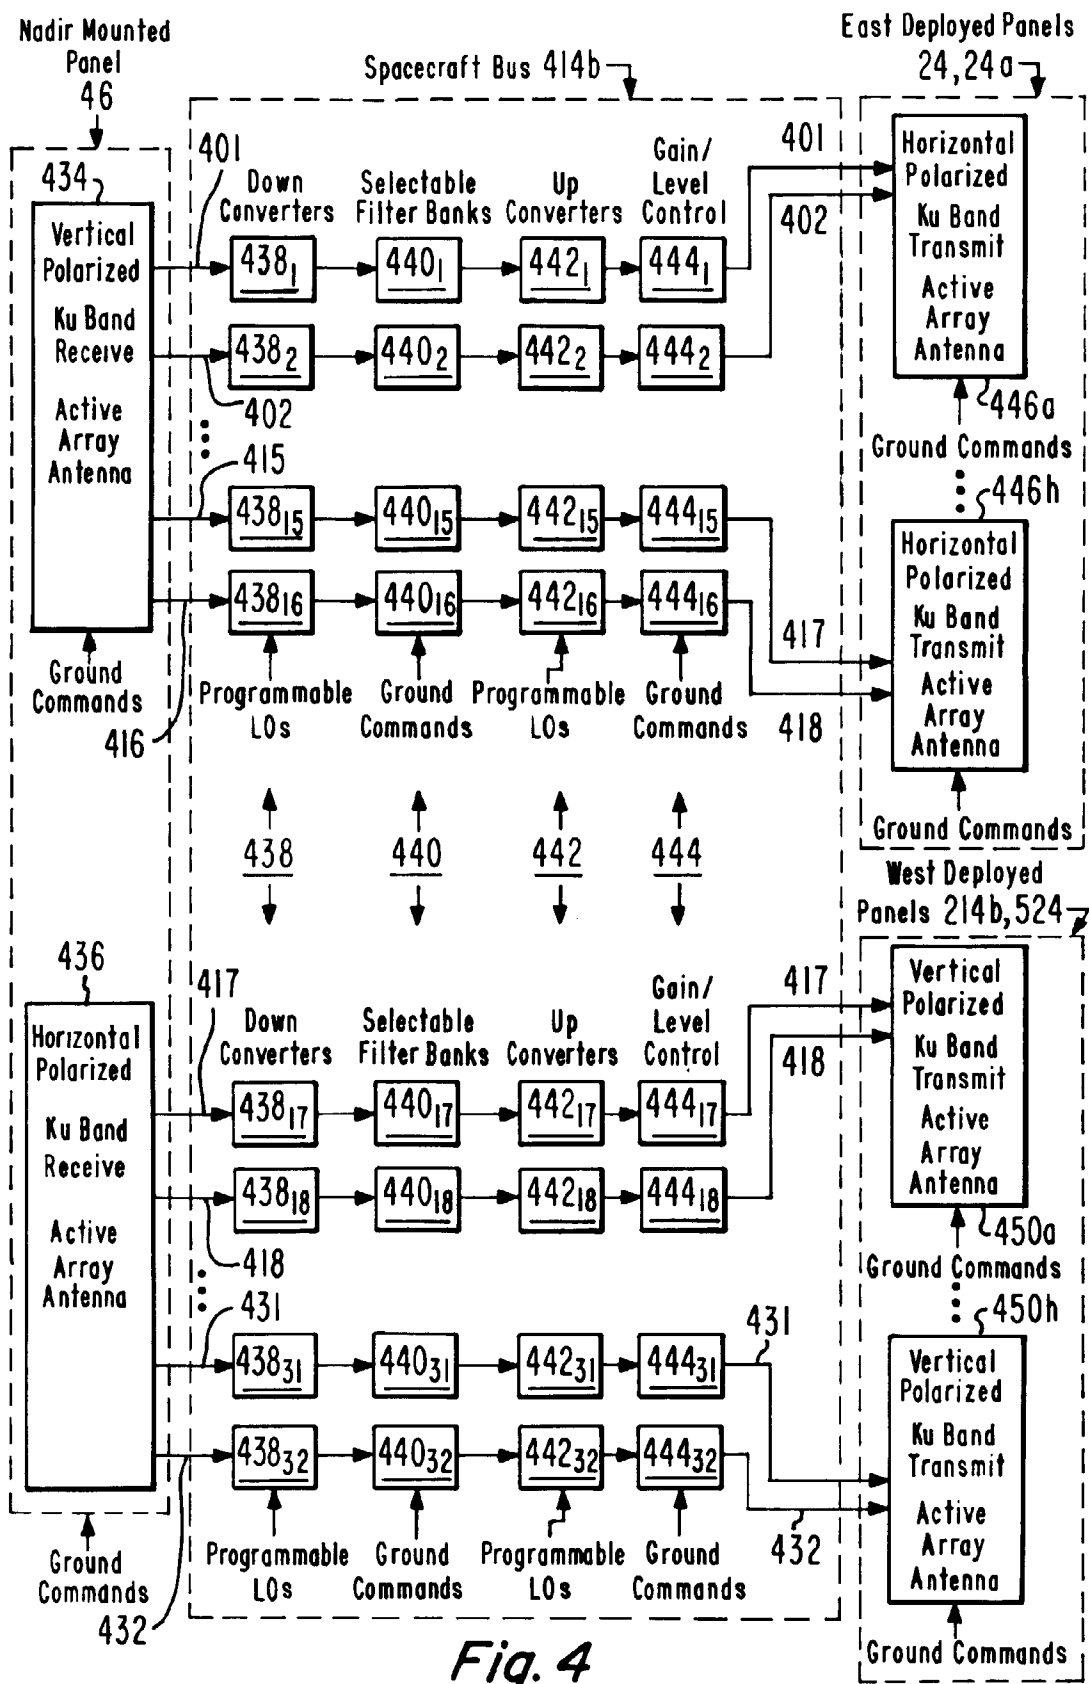 Nadir Mounted
Panel
46
Spacecraft Bus 414b
East Deployed Panels
24, 24a
434
Vertical
Polarized
Ku Band
Receive
Active
Array
Antenna
Ground
Commands
401
402
415
416
Down
Converters
Selectable
Filter Banks
Up
Converters
Gain/
Level
Control
438₁
440₁
442₁
444₁
438₂
440₂
442₂
444₂
438₁₅
440₁₅
442₁₅
444₁₅
438₁₆
440₁₆
442₁₆
444₁₆
Programmable
LOs
Ground
Commands
Programmable
LOs
Ground
Commands
401
402
417
418
Horizontal
Polarized
Ku Band
Transmit
Active
Array
Antenna
446a
Ground Commands
446h
Horizontal
Polarized
Ku Band
Transmit
Active
Array
Antenna
Ground Commands
438
440
442
444
West Deployed
Panels 214b, 524
436
Horizontal
Polarized
Ku Band
Receive
Active
Array
Antenna
Ground
Commands
417
418
431
432
Down
Converters
Selectable
Filter Banks
Up
Converters
Gain/
Level
Control
438₁₇
440₁₇
442₁₇
444₁₇
438₁₈
440₁₈
442₁₈
444₁₈
438₃₁
440₃₁
442₃₁
444₃₁
438₃₂
440₃₂
442₃₂
444₃₂
Programmable
LOs
Ground
Commands
Programmable
LOs
Ground
Commands
417
418
431
432
Vertical
Polarized
Ku Band
Transmit
Active
Array
Antenna
450a
Ground Commands
450h
Vertical
Polarized
Ku Band
Transmit
Active
Array
Antenna
Ground Commands
Fig. 4